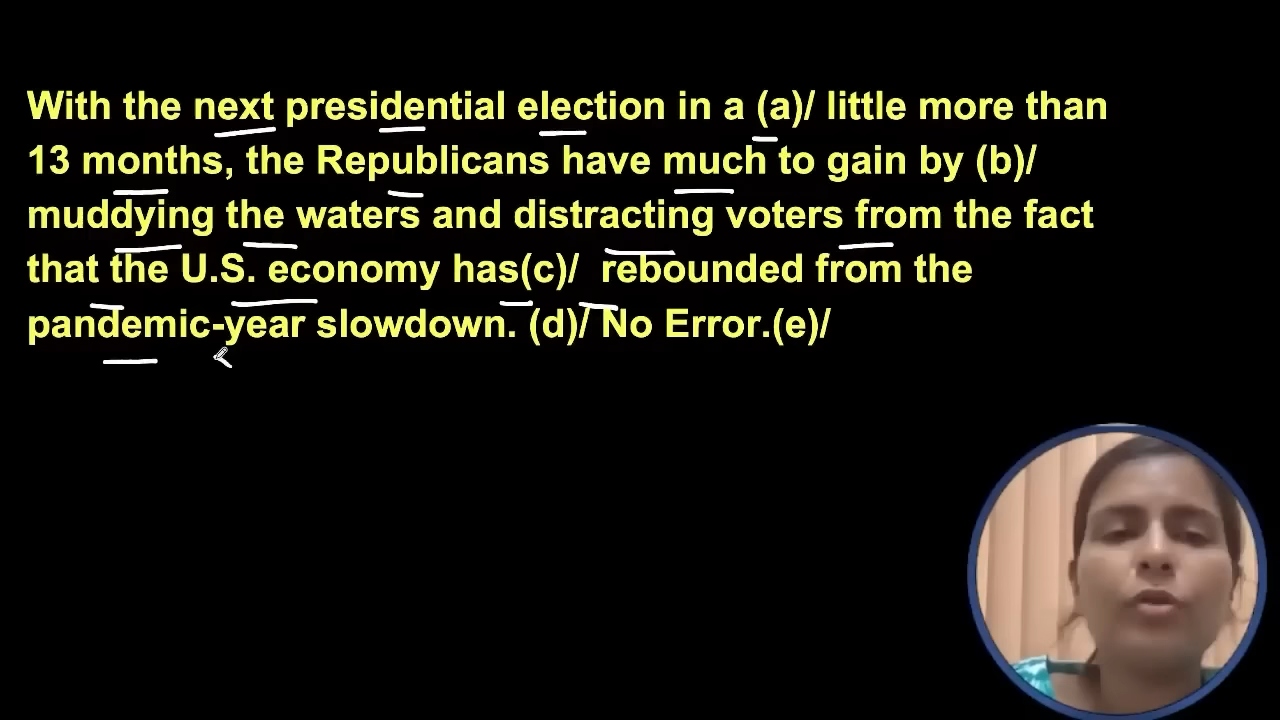 With the next presidential election in a (a)/ little more than
13 months, the Republicans have much to gain by (b)/
muddying the waters and distracting voters from the fact
that the U.S. economy has(c)/ rebounded from the
pandemic-year slowdown. (d)/ No Error.(e)/